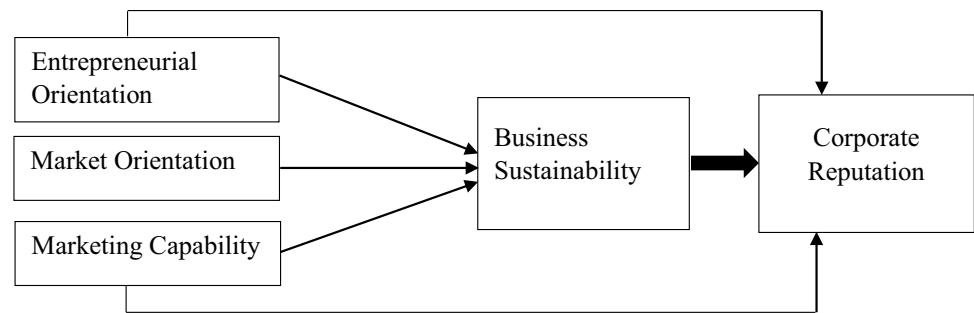 Entrepreneurial
Orientation
Market Orientation
Marketing Capability
Business
Sustainability
Corporate
Reputation